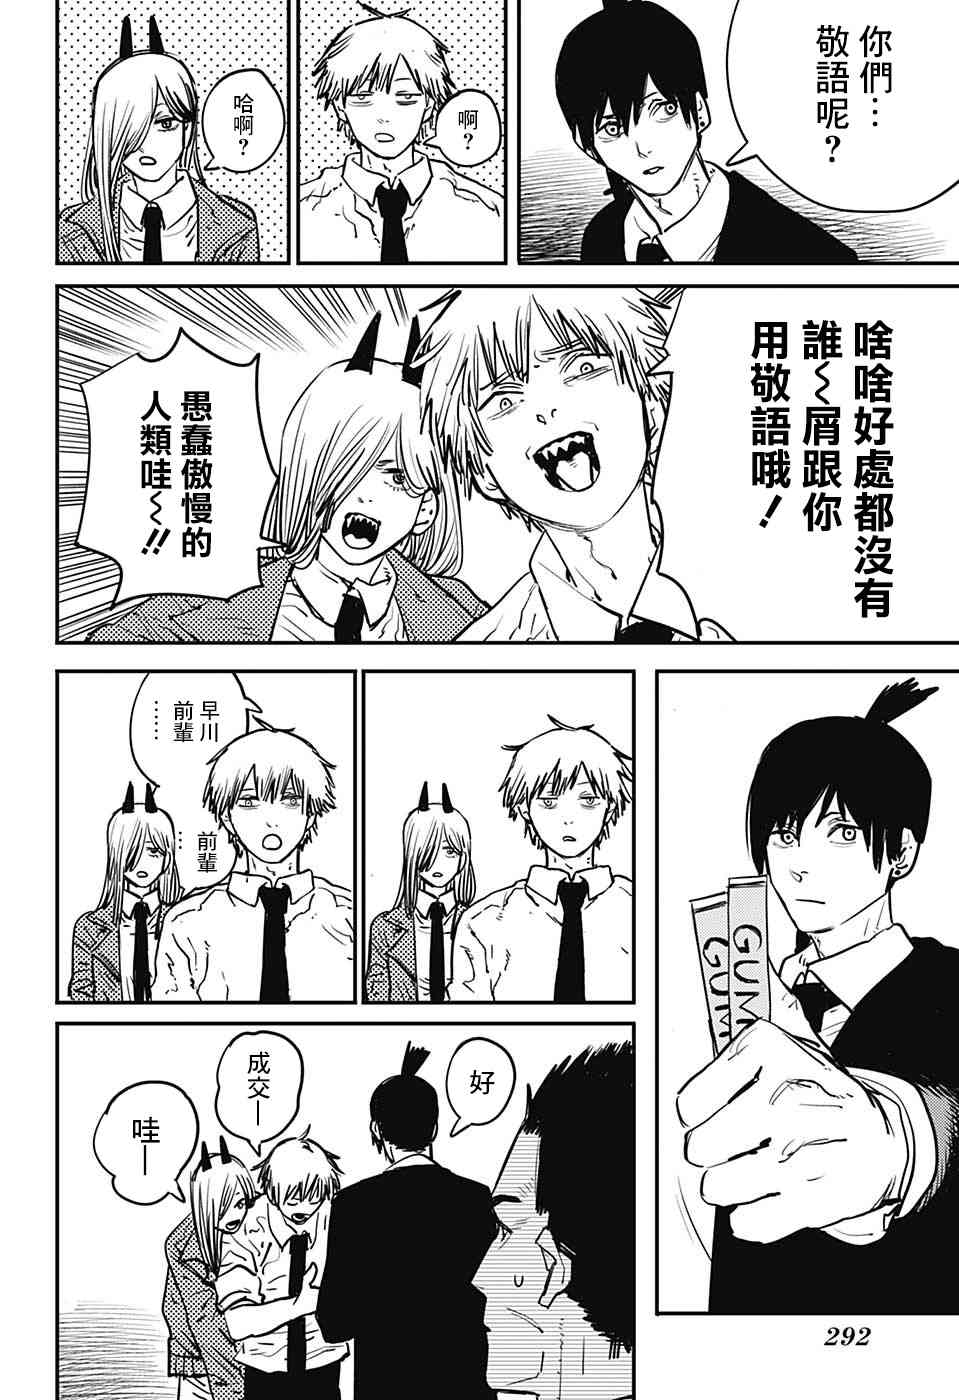 你們…
敬語呢？
啊？
哈啊？
啥啥好處都沒有
誰～屑跟你
用敬語哦！
愚蠢傲慢的
人類哇～!!
GUM
GUM
早川
前輩
……
…前輩
好
成交—
哇—
292